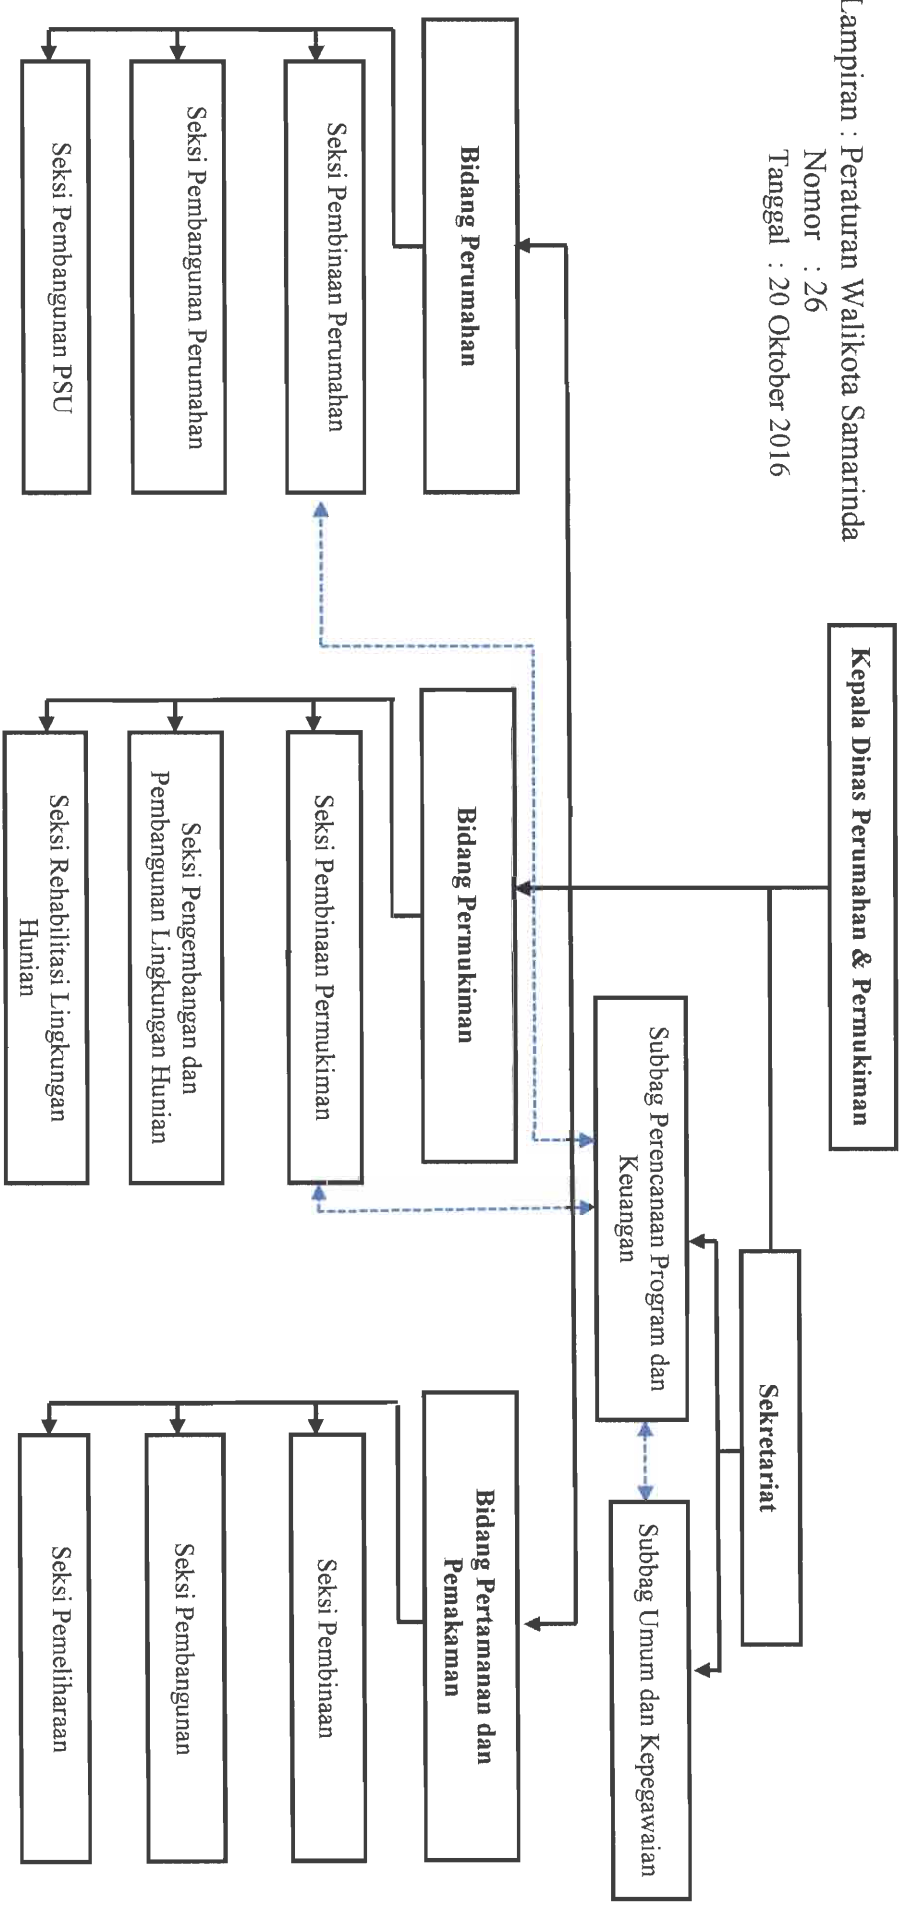 Lampiran : Peraturan Walikota Samarinda
Nomor : 26
Tanggal : 20 Oktober 2016
Kepala Dinas Perumahan & Permukiman
Sekretariat
Subbag Perencanaan Program dan
Keuangan
Subbag Umum dan Kepegawaian
Bidang Perumahan
Seksi Pembinaan Perumahan
Seksi Pembangunan Perumahan
Seksi Pembangunan PSU
Bidang Permukiman
Seksi Pembinaan Permukiman
Seksi Pengembangan dan
Pembangunan Lingkungan Hunian
Seksi Rehabilitasi Lingkungan
Hunian
Bidang Pertamanan dan
Pemakaman
Seksi Pembinaan
Seksi Pembangunan
Seksi Pemeliharaan